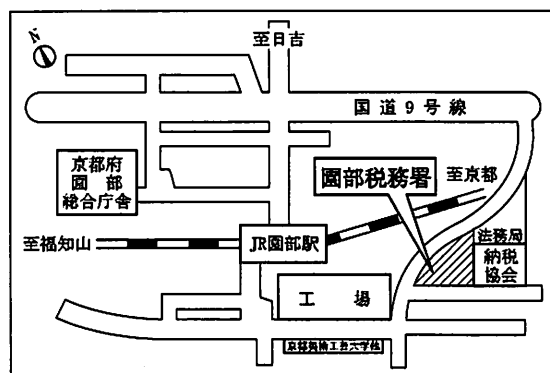 N
至日吉
国道9号線
京都府
園部
総合庁舎
園部税務署
至京都
至福知山
JR園部駅
法務局
納税
協会
工場